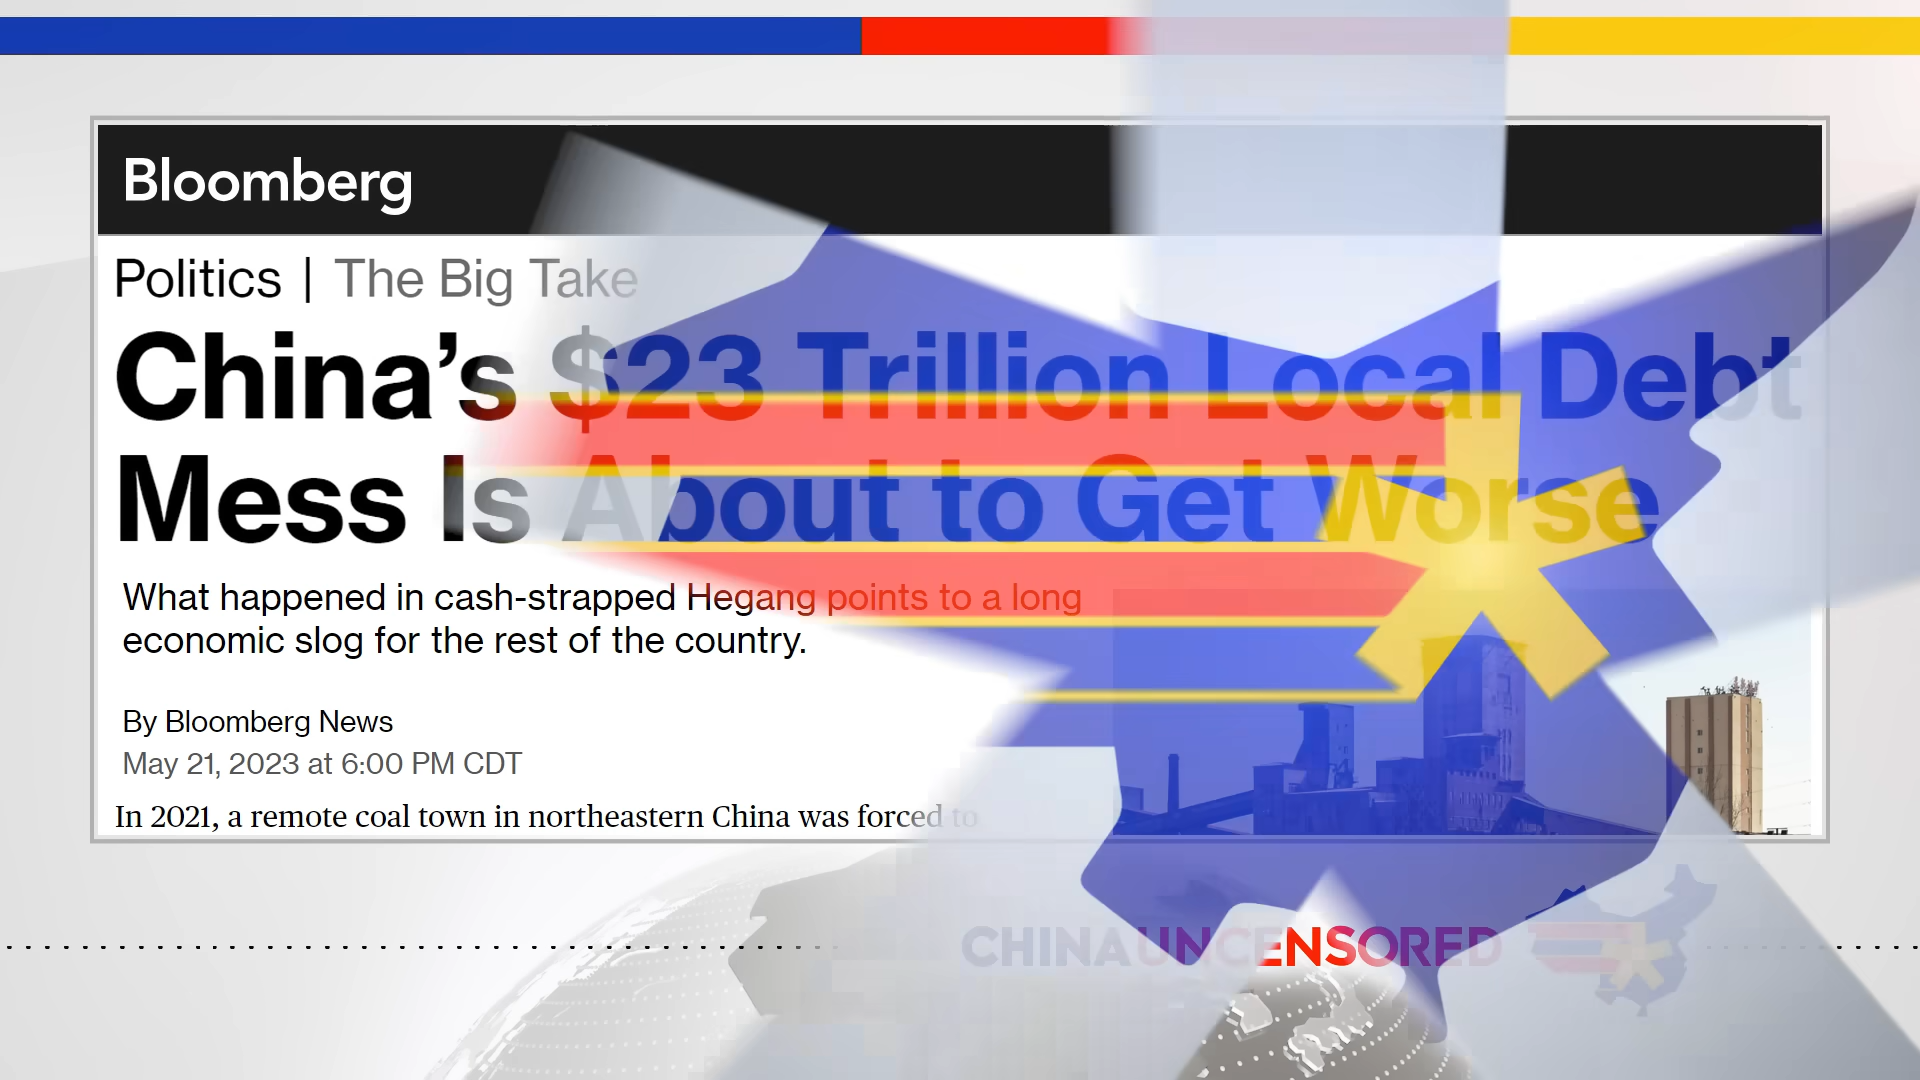 Bloomberg
Politics | The Big Take
China's $23 Trillion Local Debt
Mess Is About to Get Worse
What happened in cash-strapped Hegang points to a long
economic slog for the rest of the country.
By Bloomberg News
May 21, 2023 at 6:00 PM CDT
In 2021, a remote coal town in northeastern China was forced to
CHINA UNCENSORED